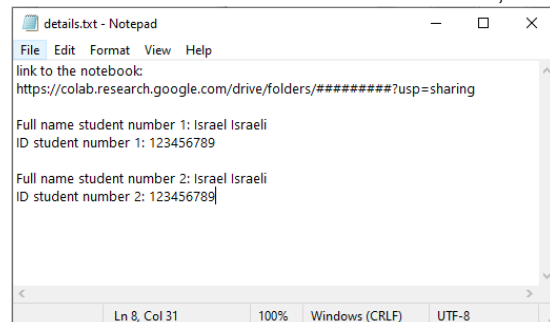 details.txt - Notepad
File Edit Format View Help
link to the notebook:
https://colab.research.google.com/drive/folders/#########?usp=sharing
Full name student number 1: Israel Israeli
ID student number 1: 123456789
Full name student number 2: Israel Israeli
ID student number 2: 123456789
Ln 8, Col 31 100% Windows (CRLF) UTF-8